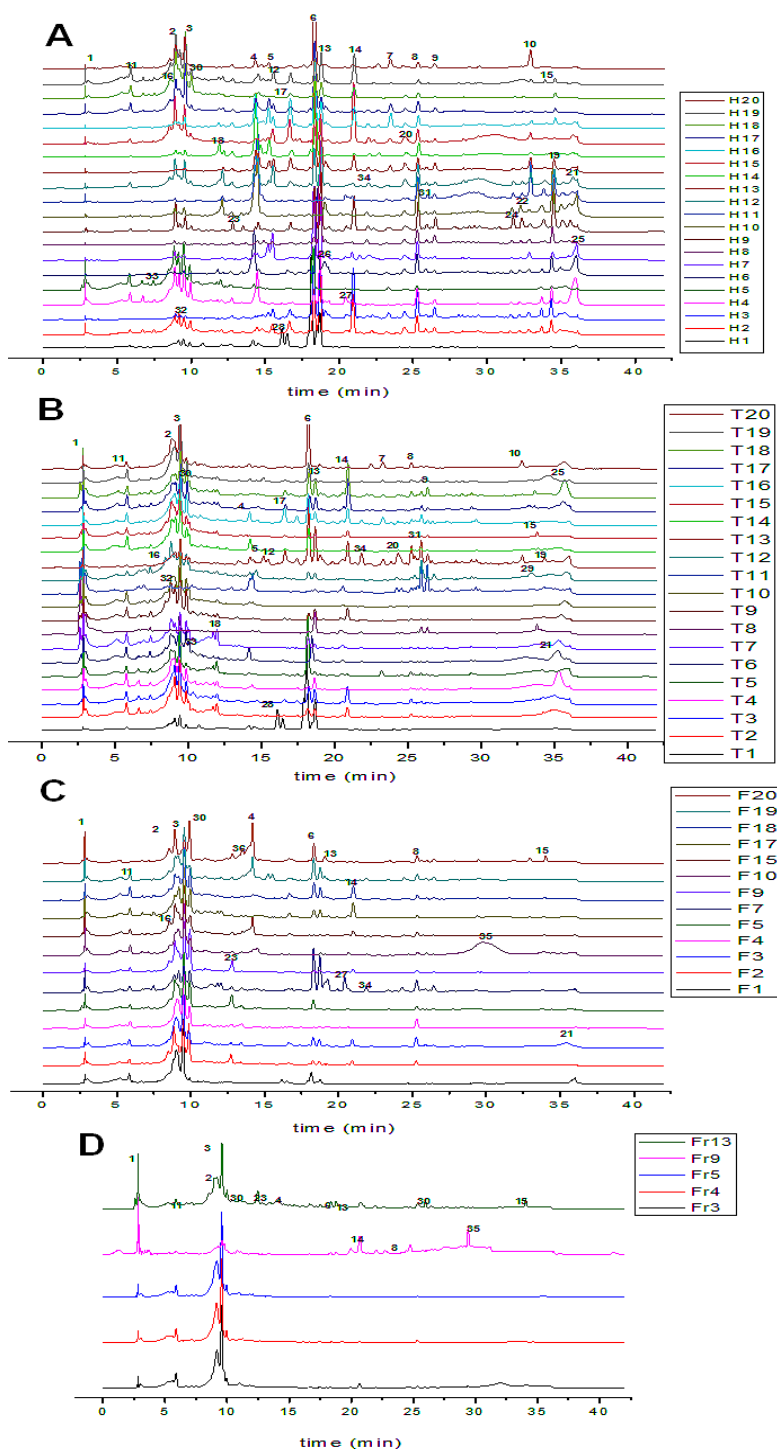 A
6
2 3
1 13
11 30 4 5 14 7 8 9 10
16 12 15
17
20
18
19
34 21
31
22
23 24
25
26
33
27
32
28
0 5 10 15 20 25 30 35 40
time (min)
H20
H19
H18
H17
H16
H15
H14
H13
H12
H11
H10
H9
H8
H7
H6
H5
H4
H3
H2
H1
B
3 6
1 2
11 14 7 8 10
30 13 25
9
4 17
15
5 12 34 20 31 19
16
29
32
18
21
28
0 5 10 15 20 25 30 35 40
time (min)
T20
T19
T18
T17
T16
T15
T14
T13
T12
T11
T10
T9
T8
T7
T6
T5
T4
T3
T2
T1
C
1 2 3 30 4 6
36 13 8 15
11
14
16
35
23
27 34
21
0 5 10 15 20 25 30 35 40
time (min)
F20
F19
F18
F17
F15
F10
F9
F7
F5
F4
F3
F2
F1
D
3
1
2
11 30 23 4 6 13 30 15
35
14 8
0 5 10 15 20 25 30 35 40
time (min)
Fr13
Fr9
Fr5
Fr4
Fr3